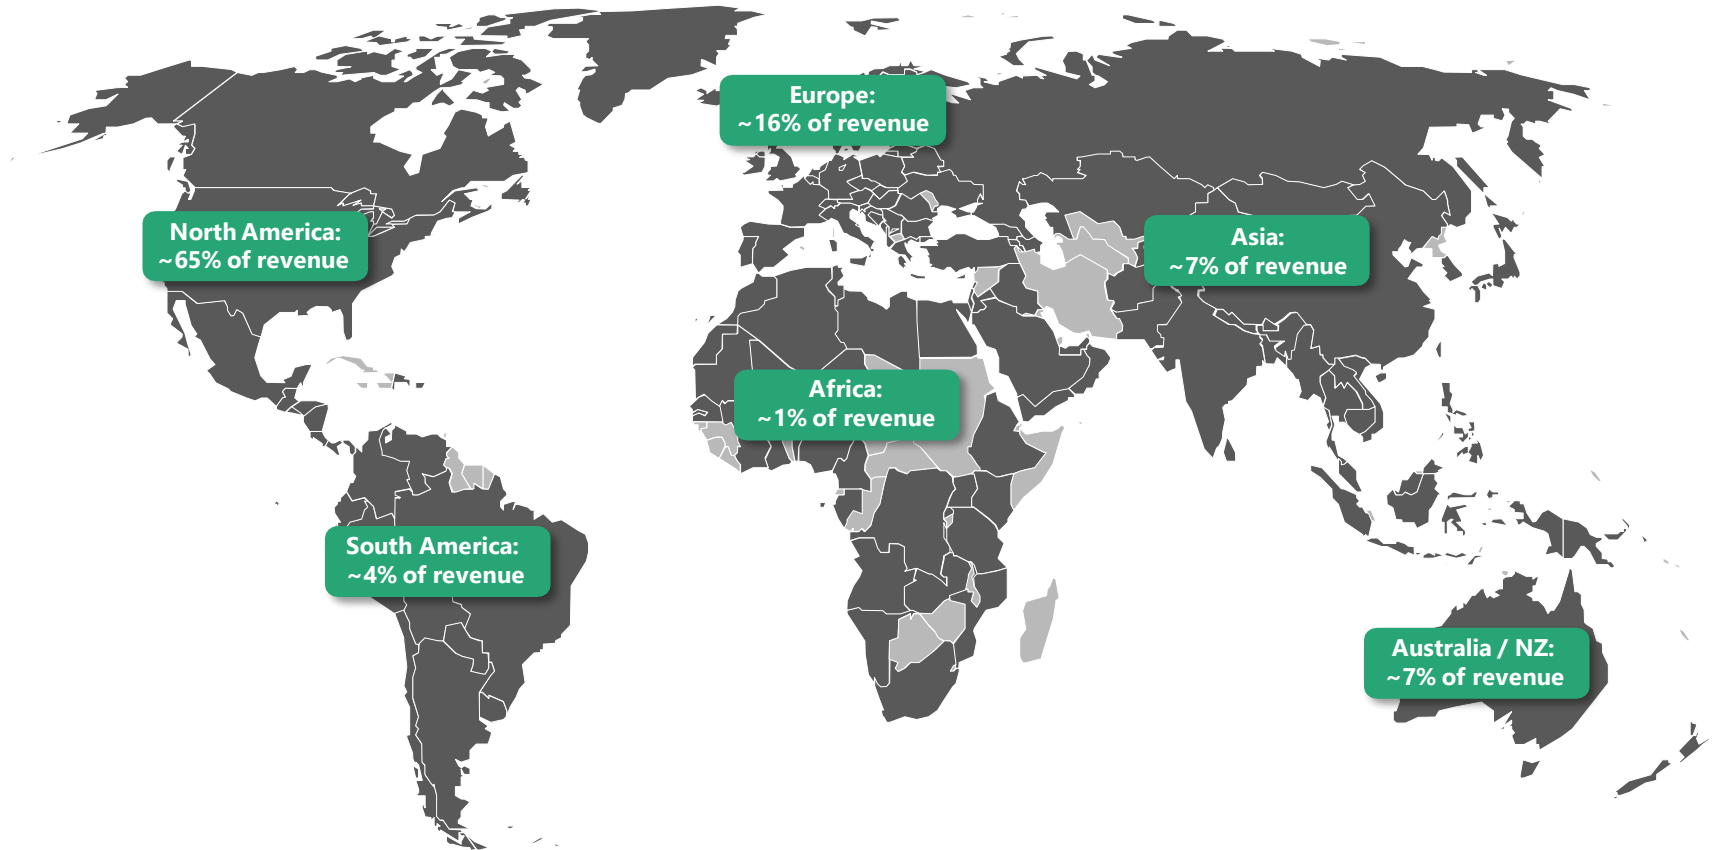 Europe:
~16% of revenue
North America:
~65% of revenue
Asia:
~7% of revenue
Africa:
~1% of revenue
South America:
~4% of revenue
Australia / NZ:
~7% of revenue